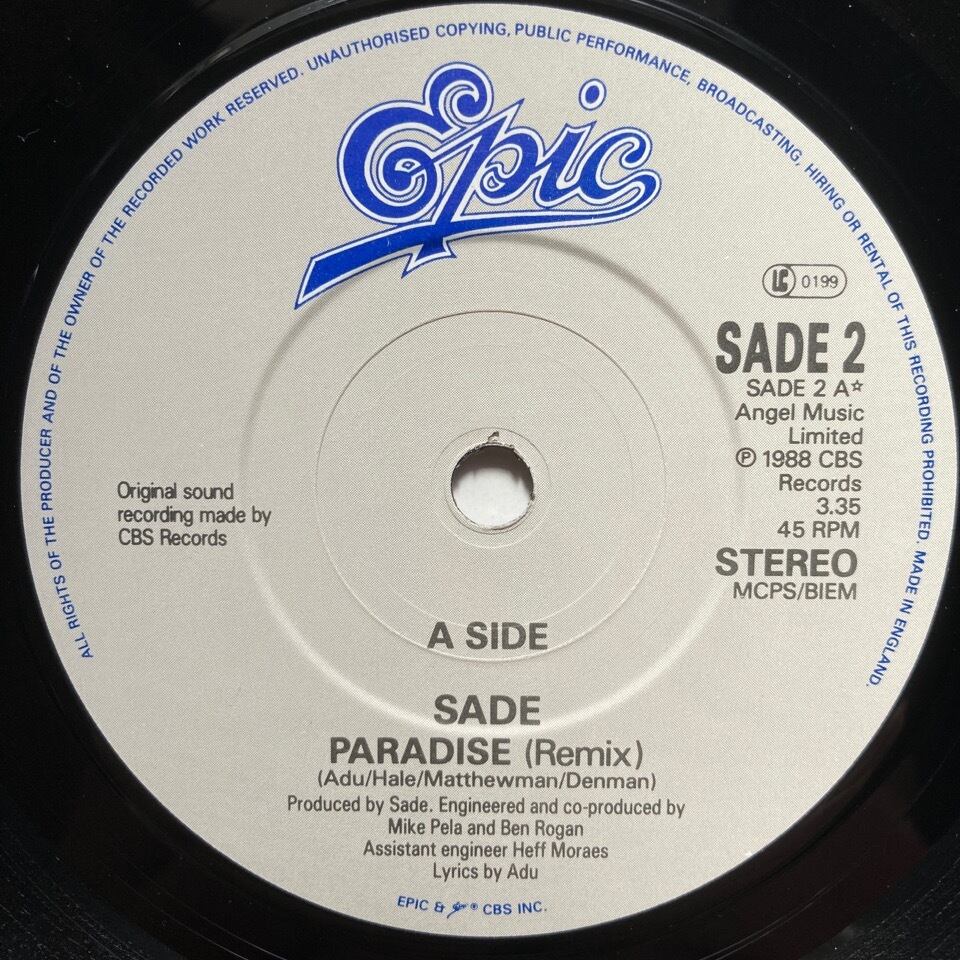 ALL RIGHTS OF THE PRODUCER AND OF THE OWNER OF THE RECORDED WORK RESERVED. UNAUTHORISED COPYING, PUBLIC PERFORMANCE, BROADCASTING, HIRING OR RENTAL OF THIS RECORDING PROHIBITED. MADE IN ENGLAND.
Epic
LC 0199
SADE 2
SADE 2 A☆
Angel Music
Limited
℗ 1988 CBS
Records
3.35
45 RPM
STEREO
MCPS/BIEM
Original sound
recording made by
CBS Records
A SIDE
SADE
PARADISE (Remix)
(Adu/Hale/Matthewman/Denman)
Produced by Sade. Engineered and co-produced by
Mike Pela and Ben Rogan
Assistant engineer Heff Moraes
Lyrics by Adu
EPIC & Epic ® CBS INC.